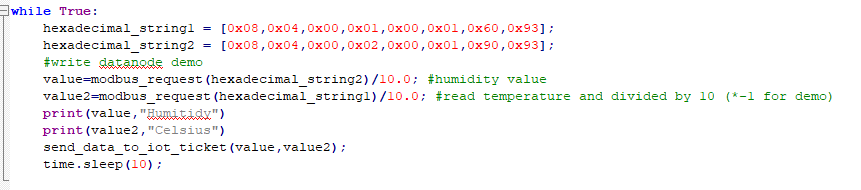 while True:
hexadecimal_string1 = [0x08,0x04,0x00,0x01,0x00,0x01,0x60,0x93];
hexadecimal_string2 = [0x08,0x04,0x00,0x02,0x00,0x01,0x90,0x93];
#write datanode demo
value=modbus_request(hexadecimal_string2)/10.0; #humidity value
value2=modbus_request(hexadecimal_string1)/10.0; #read temperature and divided by 10 (*-1 for demo)
print(value,"Humitidy")
print(value2,"Celsius")
send_data_to_iot_ticket(value,value2);
time.sleep(10);